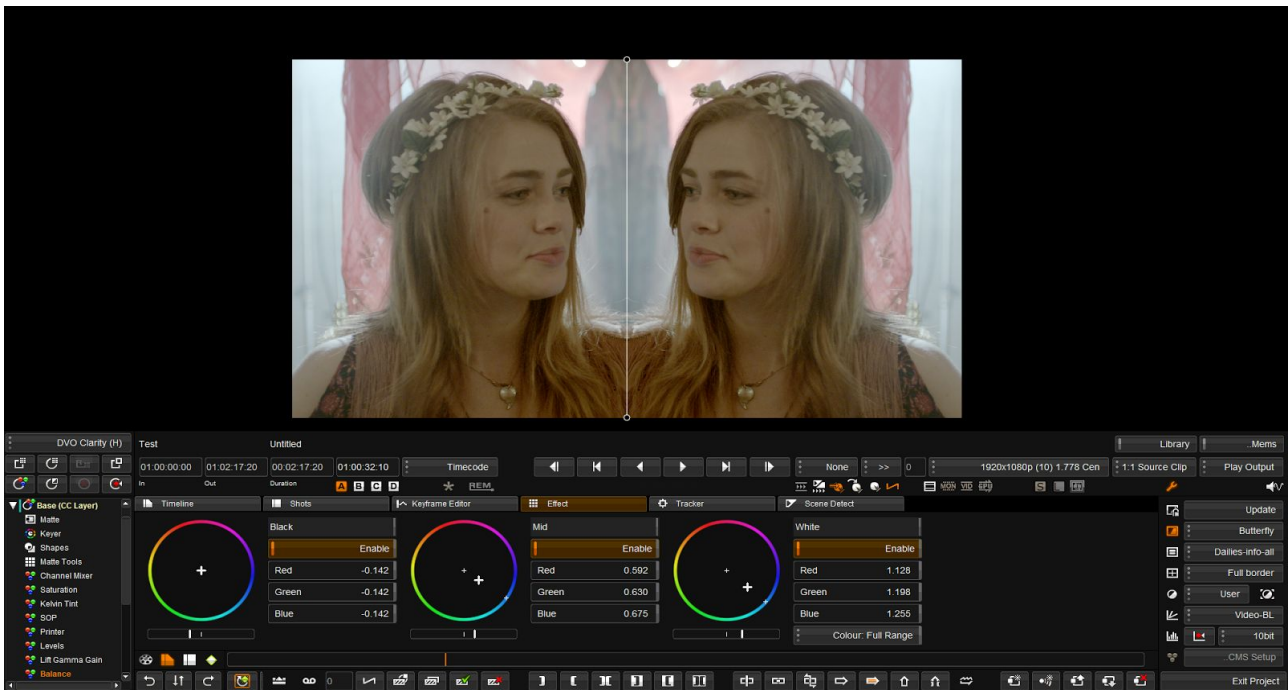 DVO Clarity (H) Test Untitled Library ..Mems
01:00:00:00 01:02:17:20 00:02:17:20 01:00:32:10 Timecode None >> 0 1920x1080p (10) 1.778 Cen 1:1 Source Clip Play Output
In Out Duration A B C D REM MON VID S
Base (CC Layer) Timeline Shots Keyframe Editor Effect Tracker Scene Detect Update
Matte Black Mid White Butterfly
Keyer Enable Enable Enable
Shapes Dailies-info-all
Matte Tools Red -0.142 Red 0.592 Red 1.128 Full border
Channel Mixer
Saturation Green -0.142 Green 0.630 Green 1.198 User
Kelvin Tint
SOP Blue -0.142 Blue 0.675 Blue 1.255 Video-BL
Printer
Levels Colour: Full Range 10bit
Lift Gamma Gain ..CMS Setup
Balance 0 Exit Project